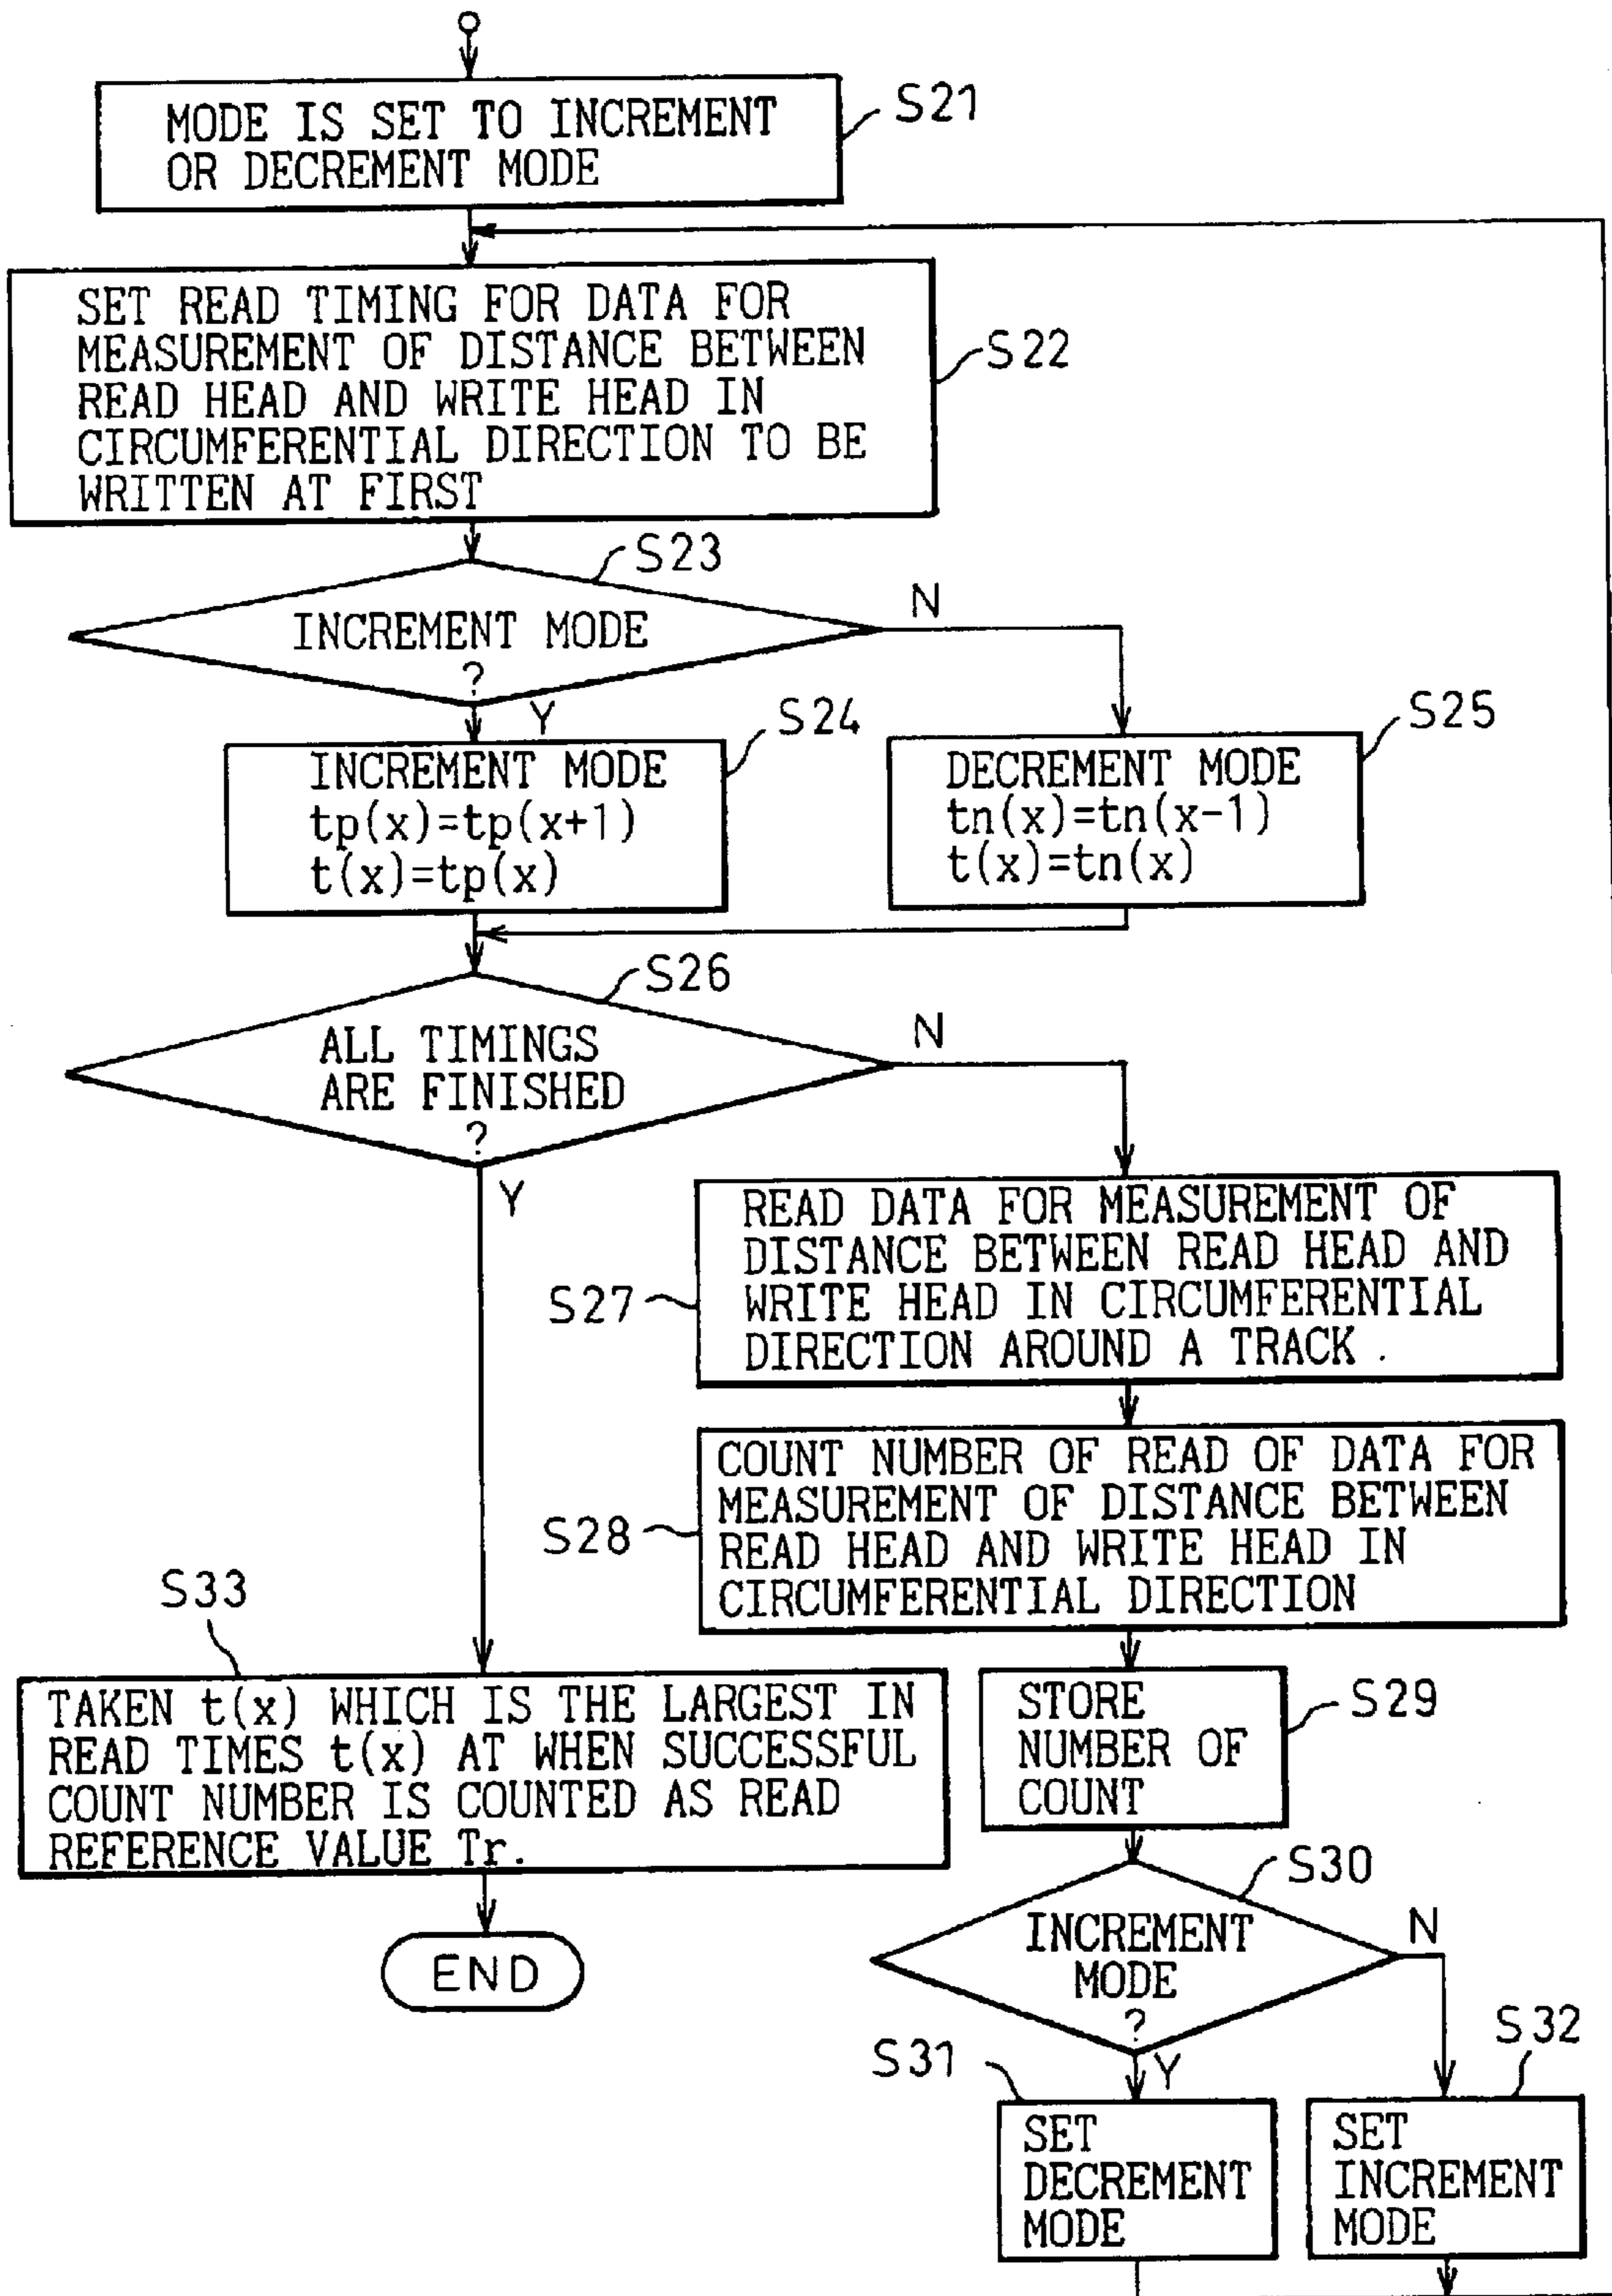 MODE IS SET TO INCREMENT
OR DECREMENT MODE
S21
SET READ TIMING FOR DATA FOR
MEASUREMENT OF DISTANCE BETWEEN
READ HEAD AND WRITE HEAD IN
CIRCUMFERENTIAL DIRECTION TO BE
WRITTEN AT FIRST
S22
S23
INCREMENT MODE
?
N
Y
S24
INCREMENT MODE
tp(x)=tp(x+1)
t(x)=tp(x)
S25
DECREMENT MODE
tn(x)=tn(x-1)
t(x)=tn(x)
S26
ALL TIMINGS
ARE FINISHED
?
N
Y
S27
READ DATA FOR MEASUREMENT OF
DISTANCE BETWEEN READ HEAD AND
WRITE HEAD IN CIRCUMFERENTIAL
DIRECTION AROUND A TRACK .
S28
COUNT NUMBER OF READ OF DATA FOR
MEASUREMENT OF DISTANCE BETWEEN
READ HEAD AND WRITE HEAD IN
CIRCUMFERENTIAL DIRECTION
S33
TAKEN t(x) WHICH IS THE LARGEST IN
READ TIMES t(x) AT WHEN SUCCESSFUL
COUNT NUMBER IS COUNTED AS READ
REFERENCE VALUE Tr.
END
S29
STORE
NUMBER OF
COUNT
S30
INCREMENT
MODE
?
N
Y
S31
SET
DECREMENT
MODE
S32
SET
INCREMENT
MODE